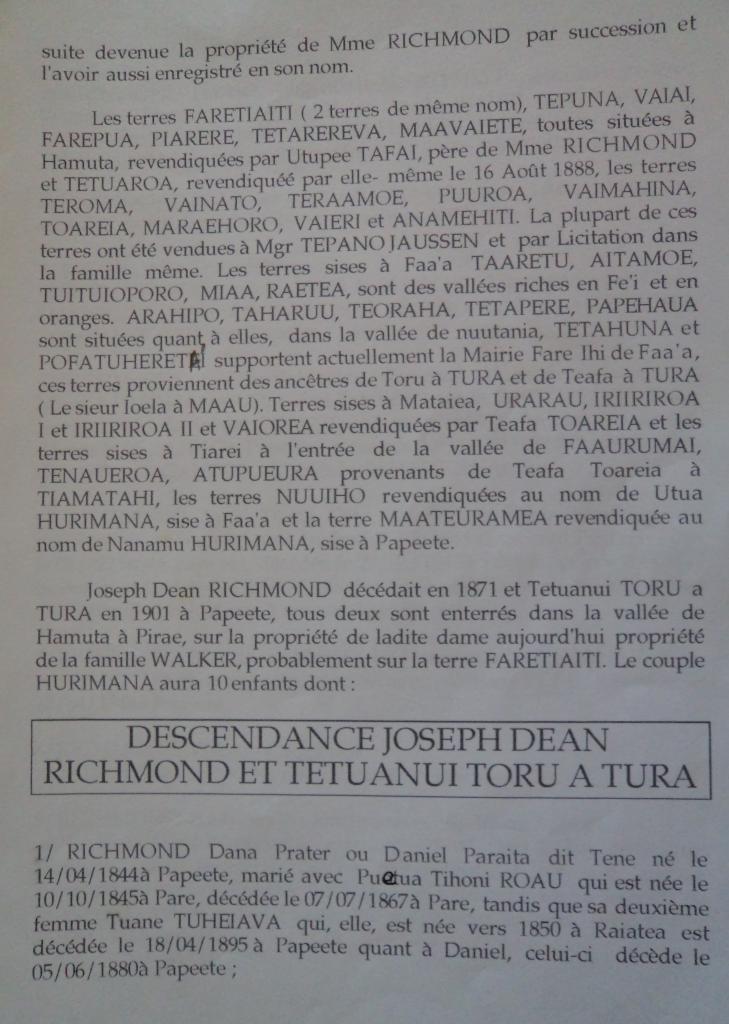 suite devenue la propriété de Mme RICHMOND par succession et
l'avoir aussi enregistré en son nom.
Les terres FARETIAITI ( 2 terres de même nom), TEPUNA, VAIAI,
FAREPUA, PIARERE, TETAREREVA, MAAVAIETE, toutes situées à
Hamuta, revendiquées par Utupee TAFAI, père de Mme RICHMOND
et TETUAROA, revendiquéé par elle- même le 16 Août 1888, les terres
TEROMA, VAINATO, TERAAMOE, PUUROA, VAIMAHINA,
TOAREIA, MARAEHORO, VAIERI et ANAMEHITI. La plupart de ces
terres ont été vendues à Mgr TEPANO JAUSSEN et par Licitation dans
la famille même. Les terres sises à Faa'a TAARETU, AITAMOE,
TUITUIOPORO, MIAA, RAETEA, sont des vallées riches en Fe'i et en
oranges. ARAHIPO, TAHARUU, TEORAHA, TETAPERE, PAPEHAUA
sont situées quant à elles, dans la vallée de nuutania, TETAHUNA et
supportent actuellement la Mairie Fare Ihi de Faa'a,
ces terres proviennent des ancêtres de Toru à TURA et de Teafa à TURA
( Le sieur Ioela à MAAU). Terres sises à Mataiea, URARAU, IRIIRIROA
I et IRIIRIROA II et VAIOREA revendiquées par Teafa TOAREIA et les
terres sises à Tiarei à l'entrée de la vallée de FAAURUMAI,
TENAUEROA, ATUPUEURA provenants de Teafa Toareia à
TIAMATAHI, les terres NUUIHO revendiquées au nom de Utua
HURIMANA, sise à Faa'a et la terre MAATEURAMEA revendiquée au
nom de Nanamu HURIMANA, sise à Papeete.
Joseph Dean RICHMOND décédait en 1871 et Tetuanui TORU a
TURA en 1901 à Papeete, tous deux sont enterrés dans la vallée de
Hamuta à Pirae, sur la propriété de ladite dame aujourd'hui propriété
de la famille WALKER, probablement sur la terre FARETIAITI. Le couple
HURIMANA aura 10 enfants dont :
DESCENDANCE JOSEPH DEAN
RICHMOND ET TETUANUI TORU A TURA
1/ RICHMOND Dana Prater ou Daniel Paraita dit Tene né le
14/04/1844à Papeete, marié avec Puetua Tihoni ROAU qui est née le
10/10/1845à Pare, décédée le 07/07/1867à Pare, tandis que sa deuxième
femme Tuane TUHEIAVA qui, elle, est née vers 1850 à Raiatea est
décédée le 18/04/1895 à Papeete quant à Daniel, celui-ci décède le
05/06/1880à Papeete ;